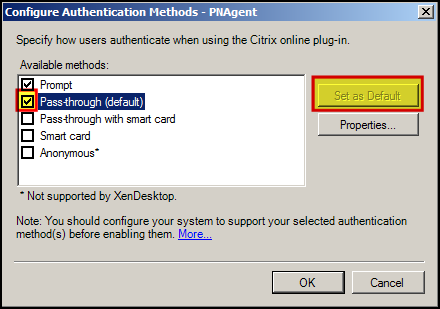 Configure Authentication Methods - PNAgent
Specify how users authenticate when using the Citrix online plug-in.
Available methods:
Prompt
Pass-through (default)
Pass-through with smart card
Smart card
Anonymous*
Set as Default
Properties...
* Not supported by XenDesktop.
Note: You should configure your system to support your selected authentication
method(s) before enabling them. More...
OK
Cancel